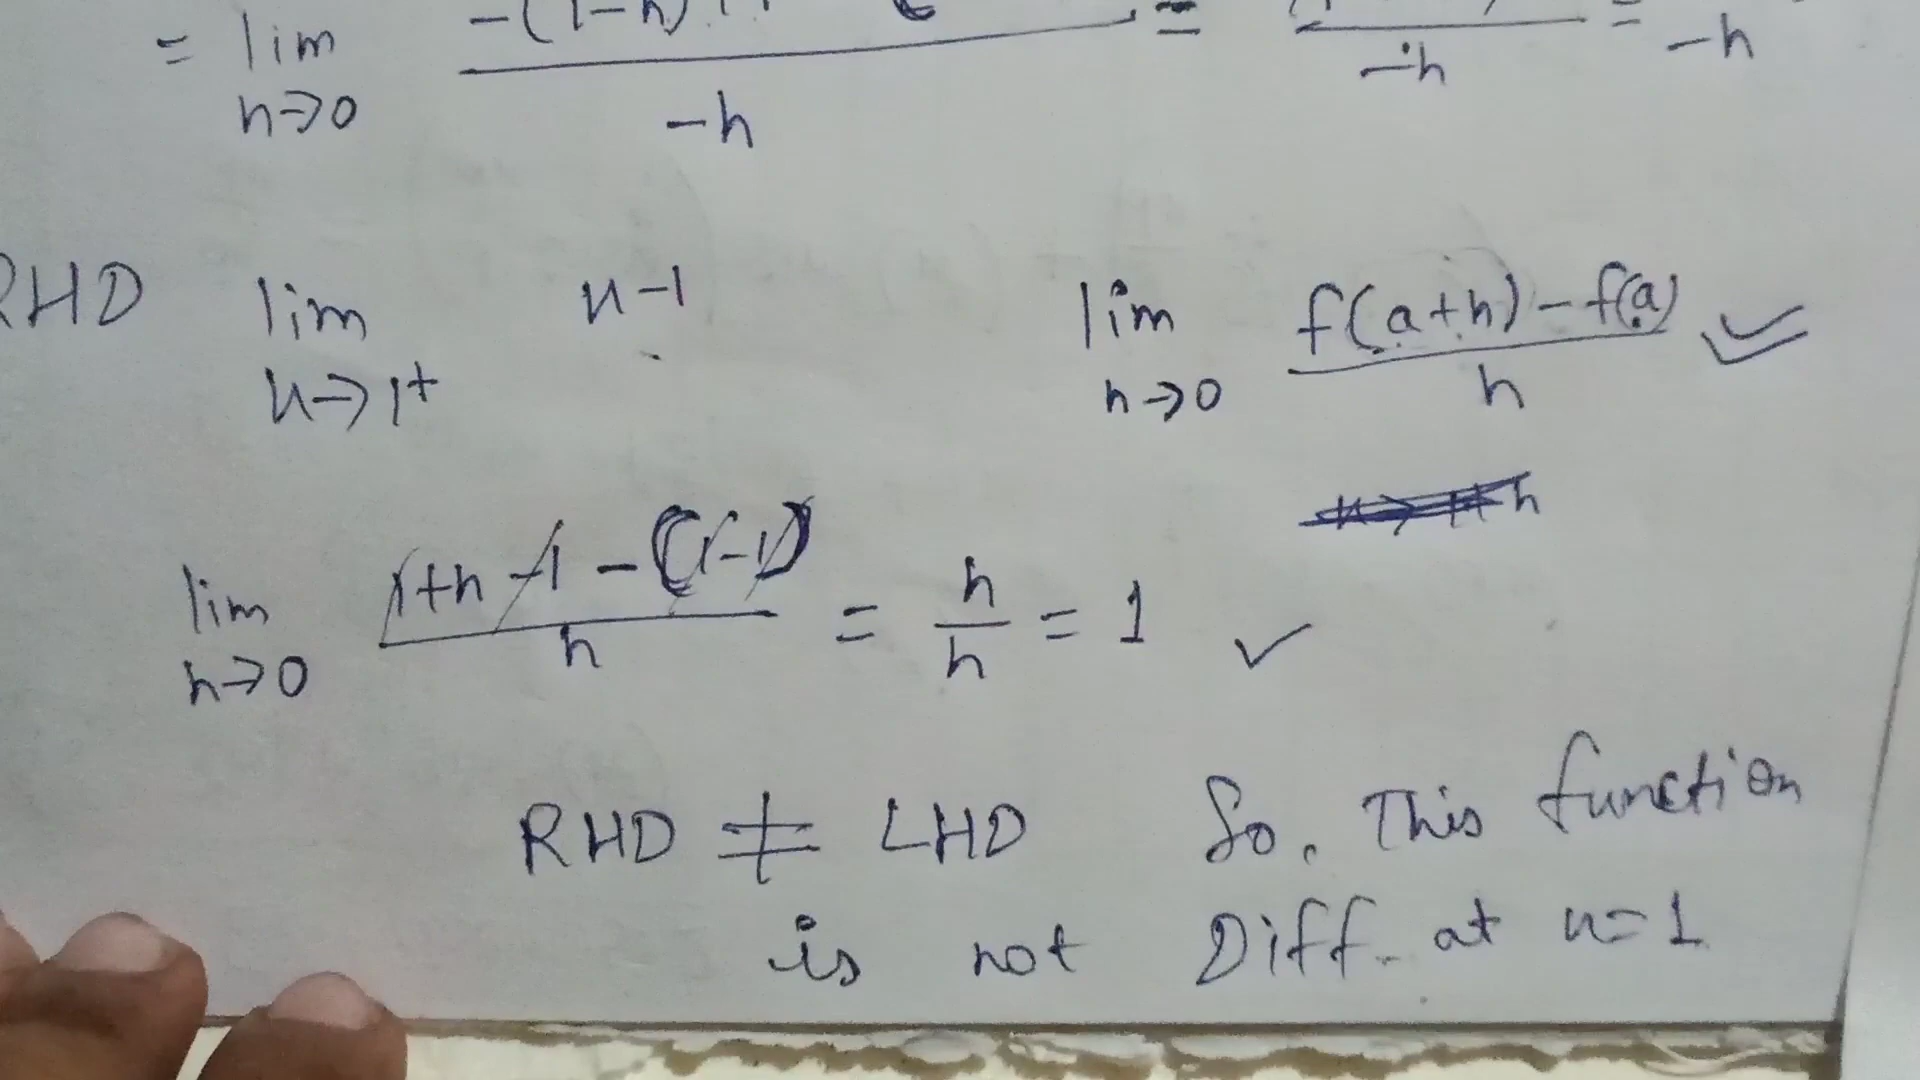 = lim -(1-h)
h→0 -h = -h = -h
RHD lim x-1 lim f(a+h)-f(a)
x→1+ h→0 h
lim 1+h-1-(1-1) = h = 1
h→0 h h
RHD ≠ LHD So, This function
is not Diff. at x=1